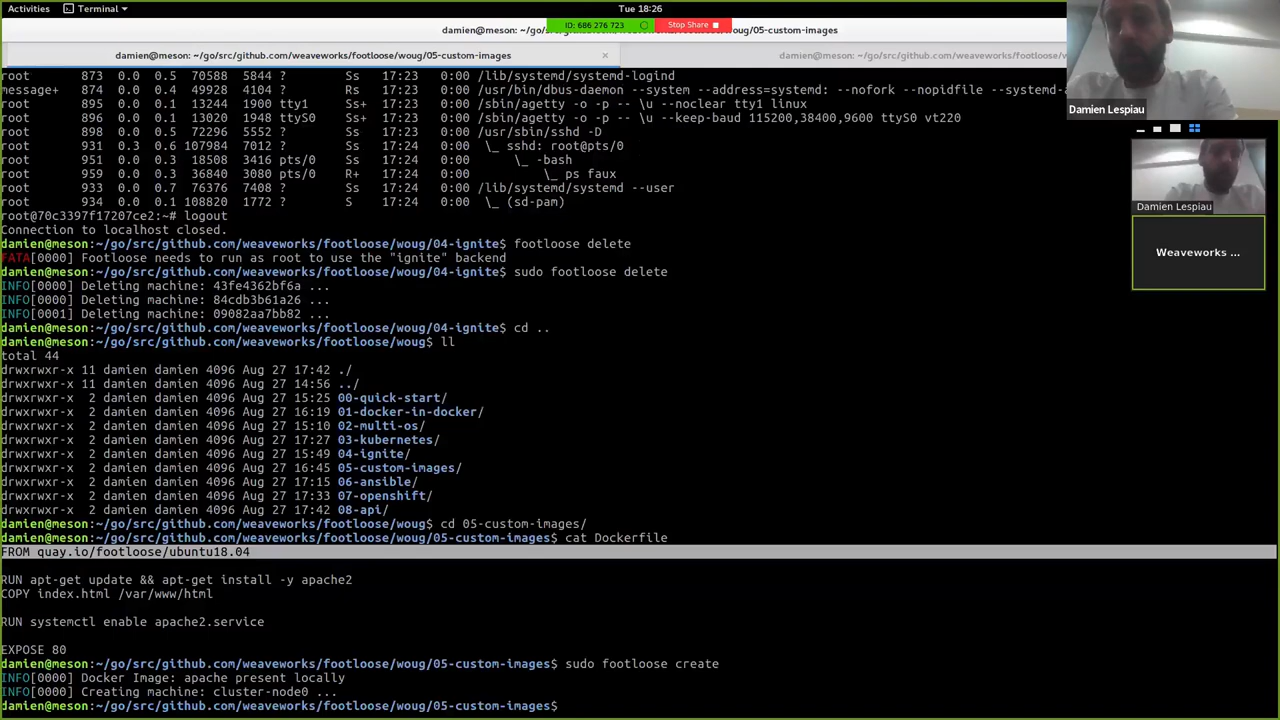 Activities Terminal ▾ Tue 18:26
ID: 686 276 723 Stop Share
damien@meson: ~/go/src/github.com/weaveworks/footloose/woug/05-custom-images
damien@meson: ~/go/src/github.com/weaveworks/footloose/woug/05-custom-images × damien@meson: ~/go/src/github.com/weaveworks/footloose/woug
root 873 0.0 0.5 70588 5844 ? Ss 17:23 0:00 /lib/systemd/systemd-logind
message+ 874 0.0 0.4 49928 4104 ? Rs 17:23 0:00 /usr/bin/dbus-daemon --system --address=systemd: --nofork --nopidfile --systemd-a
root 895 0.0 0.1 13244 1900 tty1 Ss+ 17:23 0:00 /sbin/agetty -o -p -- \u --noclear tty1 linux
root 896 0.0 0.1 13020 1948 ttyS0 Ss+ 17:23 0:00 /sbin/agetty -o -p -- \u --keep-baud 115200,38400,9600 ttyS0 vt220
root 898 0.0 0.5 72296 5552 ? Ss 17:23 0:00 /usr/sbin/sshd -D
root 931 0.3 0.6 107984 7012 ? Ss 17:24 0:00 \_ sshd: root@pts/0
root 951 0.3 0.3 18508 3416 pts/0 Ss 17:24 0:00 \_ -bash
root 959 0.0 0.3 36840 3080 pts/0 R+ 17:24 0:00 \_ ps faux
root 933 0.0 0.7 76376 7408 ? Ss 17:24 0:00 /lib/systemd/systemd --user
root 934 0.0 0.1 108820 1772 ? S 17:24 0:00 \_ (sd-pam)
root@70c3397f17207ce2:~# logout
Connection to localhost closed.
damien@meson:~/go/src/github.com/weaveworks/footloose/woug/04-ignite$ footloose delete
FATA[0000] Footloose needs to run as root to use the "ignite" backend
damien@meson:~/go/src/github.com/weaveworks/footloose/woug/04-ignite$ sudo footloose delete
INFO[0000] Deleting machine: 43fe4362bf6a ...
INFO[0000] Deleting machine: 84cdb3b61a26 ...
INFO[0001] Deleting machine: 09082aa7bb82 ...
damien@meson:~/go/src/github.com/weaveworks/footloose/woug/04-ignite$ cd ..
damien@meson:~/go/src/github.com/weaveworks/footloose/woug$ ll
total 44
drwxrwxr-x 11 damien damien 4096 Aug 27 17:42 ./
drwxrwxr-x 11 damien damien 4096 Aug 27 14:56 ../
drwxrwxr-x 2 damien damien 4096 Aug 27 15:25 00-quick-start/
drwxrwxr-x 2 damien damien 4096 Aug 27 16:19 01-docker-in-docker/
drwxrwxr-x 2 damien damien 4096 Aug 27 15:10 02-multi-os/
drwxrwxr-x 2 damien damien 4096 Aug 27 17:27 03-kubernetes/
drwxrwxr-x 2 damien damien 4096 Aug 27 15:49 04-ignite/
drwxrwxr-x 2 damien damien 4096 Aug 27 16:45 05-custom-images/
drwxrwxr-x 2 damien damien 4096 Aug 27 17:15 06-ansible/
drwxrwxr-x 2 damien damien 4096 Aug 27 17:33 07-openshift/
drwxrwxr-x 2 damien damien 4096 Aug 27 17:42 08-api/
damien@meson:~/go/src/github.com/weaveworks/footloose/woug$ cd 05-custom-images/
damien@meson:~/go/src/github.com/weaveworks/footloose/woug/05-custom-images$ cat Dockerfile
FROM quay.io/footloose/ubuntu18.04
RUN apt-get update && apt-get install -y apache2
COPY index.html /var/www/html
RUN systemctl enable apache2.service
EXPOSE 80
damien@meson:~/go/src/github.com/weaveworks/footloose/woug/05-custom-images$ sudo footloose create
INFO[0000] Docker Image: apache present locally
INFO[0000] Creating machine: cluster-node0 ...
damien@meson:~/go/src/github.com/weaveworks/footloose/woug/05-custom-images$
Damien Lespiau
Damien Lespiau
Weaveworks ...